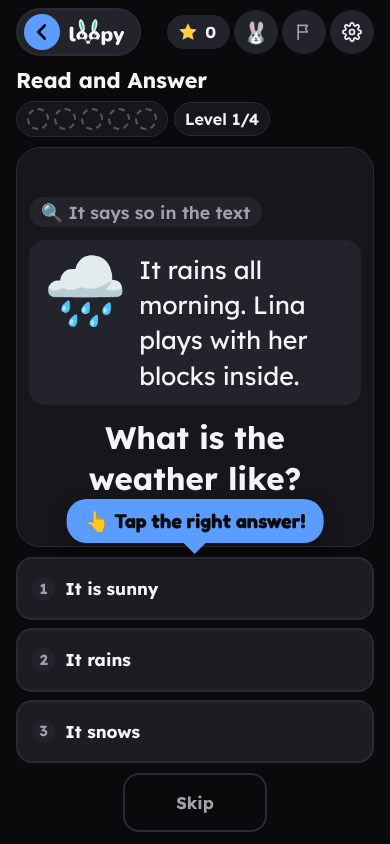 loopy
0
Read and Answer
Level 1/4
It says so in the text
It rains all
morning. Lina
plays with her
blocks inside.
What is the
weather like?
Tap the right answer!
1 It is sunny
2 It rains
3 It snows
Skip